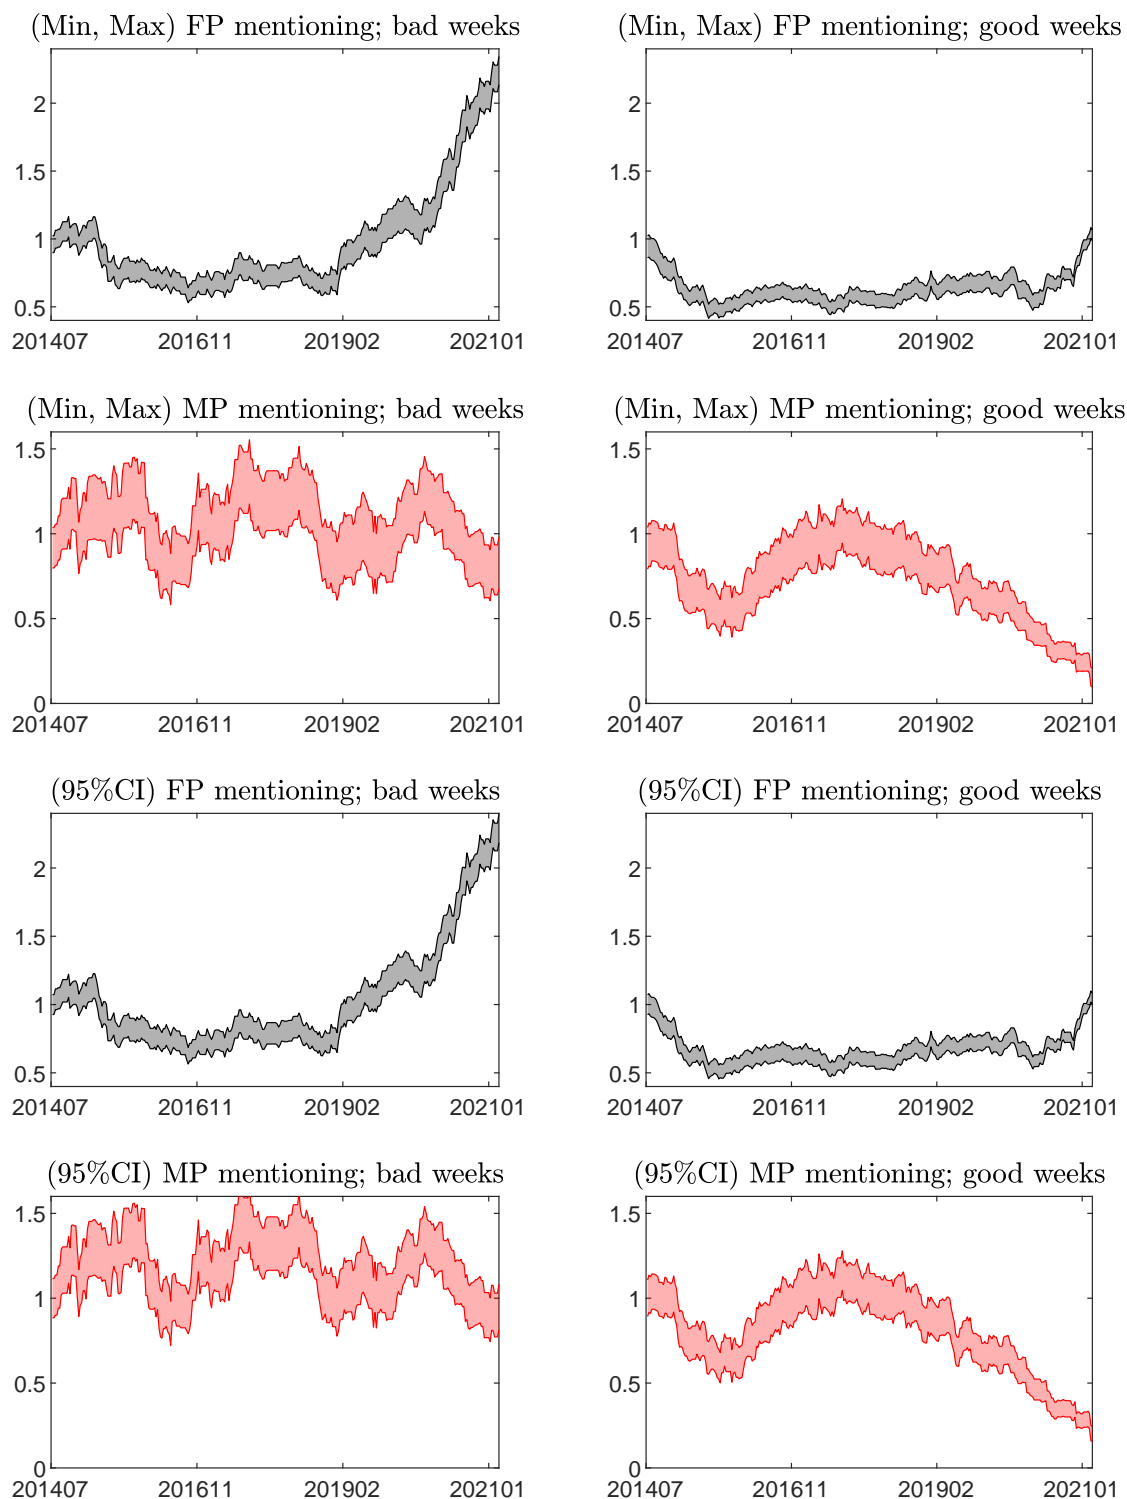 (Min, Max) FP mentioning; bad weeks
2
1.5
1
0.5
201407 201611 201902 202101
(Min, Max) FP mentioning; good weeks
2
1.5
1
0.5
201407 201611 201902 202101
(Min, Max) MP mentioning; bad weeks
1.5
1
0.5
0
201407 201611 201902 202101
(Min, Max) MP mentioning; good weeks
1.5
1
0.5
0
201407 201611 201902 202101
(95%CI) FP mentioning; bad weeks
2
1.5
1
0.5
201407 201611 201902 202101
(95%CI) FP mentioning; good weeks
2
1.5
1
0.5
201407 201611 201902 202101
(95%CI) MP mentioning; bad weeks
1.5
1
0.5
0
201407 201611 201902 202101
(95%CI) MP mentioning; good weeks
1.5
1
0.5
0
201407 201611 201902 202101